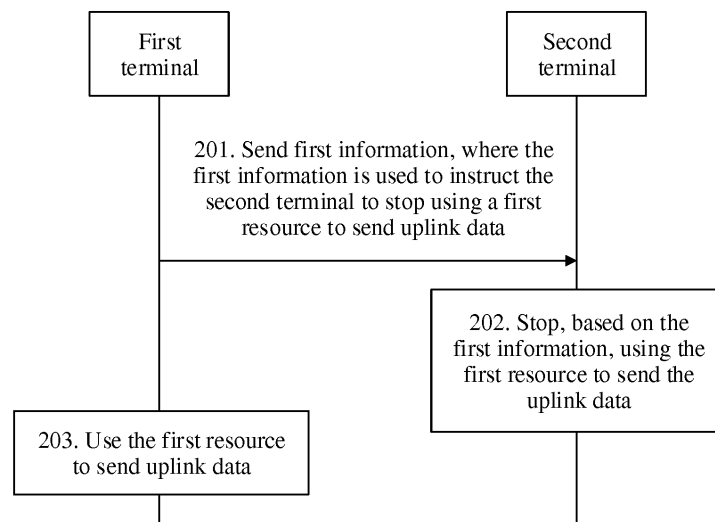 First
terminal
Second
terminal
201. Send first information, where the
first information is used to instruct the
second terminal to stop using a first
resource to send uplink data
202. Stop, based on the
first information, using the
first resource to send the
uplink data
203. Use the first resource
to send uplink data